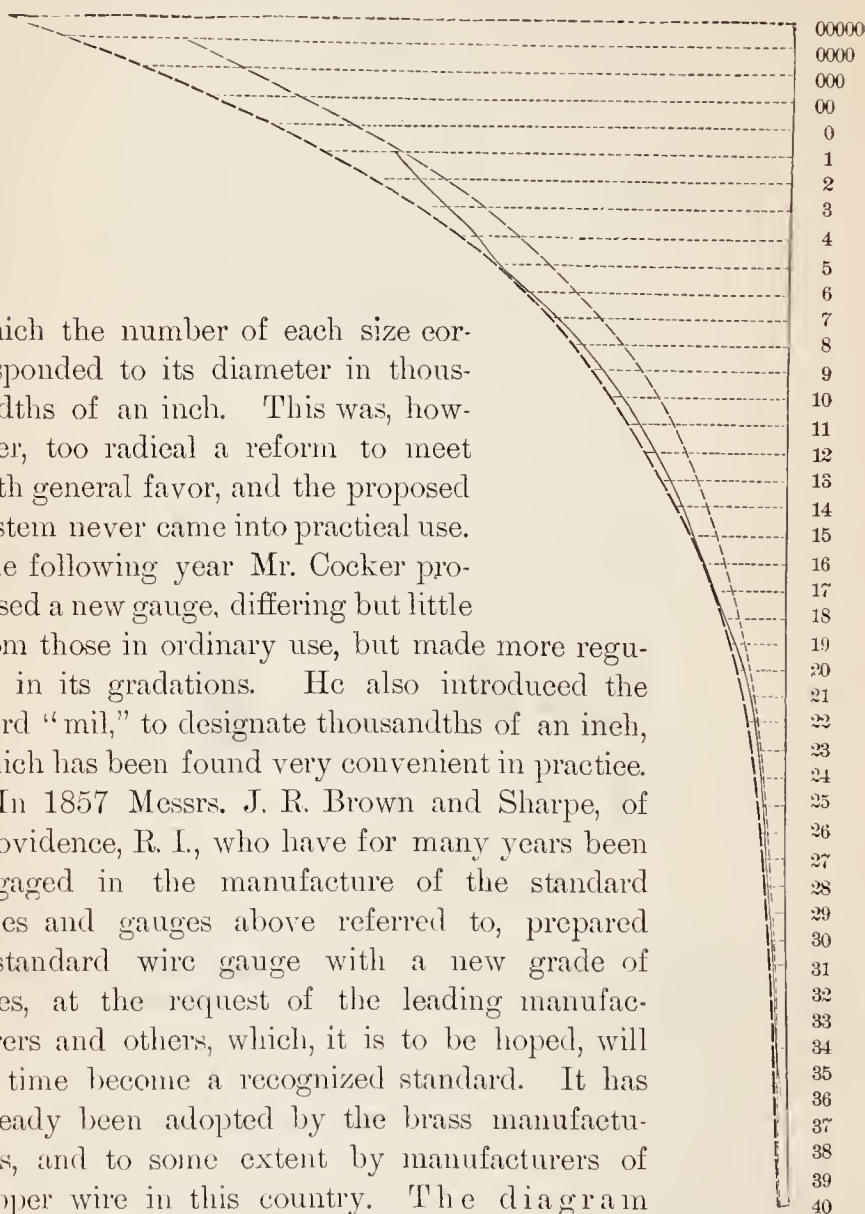 00000
0000
000
00
0
1
2
3
4
5
6
7
8
9
10
11
12
13
14
15
16
17
18
19
20
21
22
23
24
25
26
27
28
29
30
31
32
33
34
35
36
37
38
39
40
hich the number of each size cor-
sponded to its diameter in thous-
dths of an inch. This was, how-
er, too radical a reform to meet
th general favor, and the proposed
stem never came into practical use.
e following year Mr. Cocker pro-
sed a new gauge, differing but little
om those in ordinary use, but made more regu-
in its gradations. He also introduced the
rd "mil," to designate thousandths of an inch,
hich has been found very convenient in practice.
In 1857 Messrs. J. R. Brown and Sharpe, of
ovidence, R. I., who have for many years been
gaged in the manufacture of the standard
es and gauges above referred to, prepared
standard wire gauge with a new grade of
es, at the request of the leading manufac-
rers and others, which, it is to be hoped, will
time become a recognized standard. It has
eady been adopted by the brass manufactu-
s, and to some extent by manufacturers of
pper wire in this country. The diagram